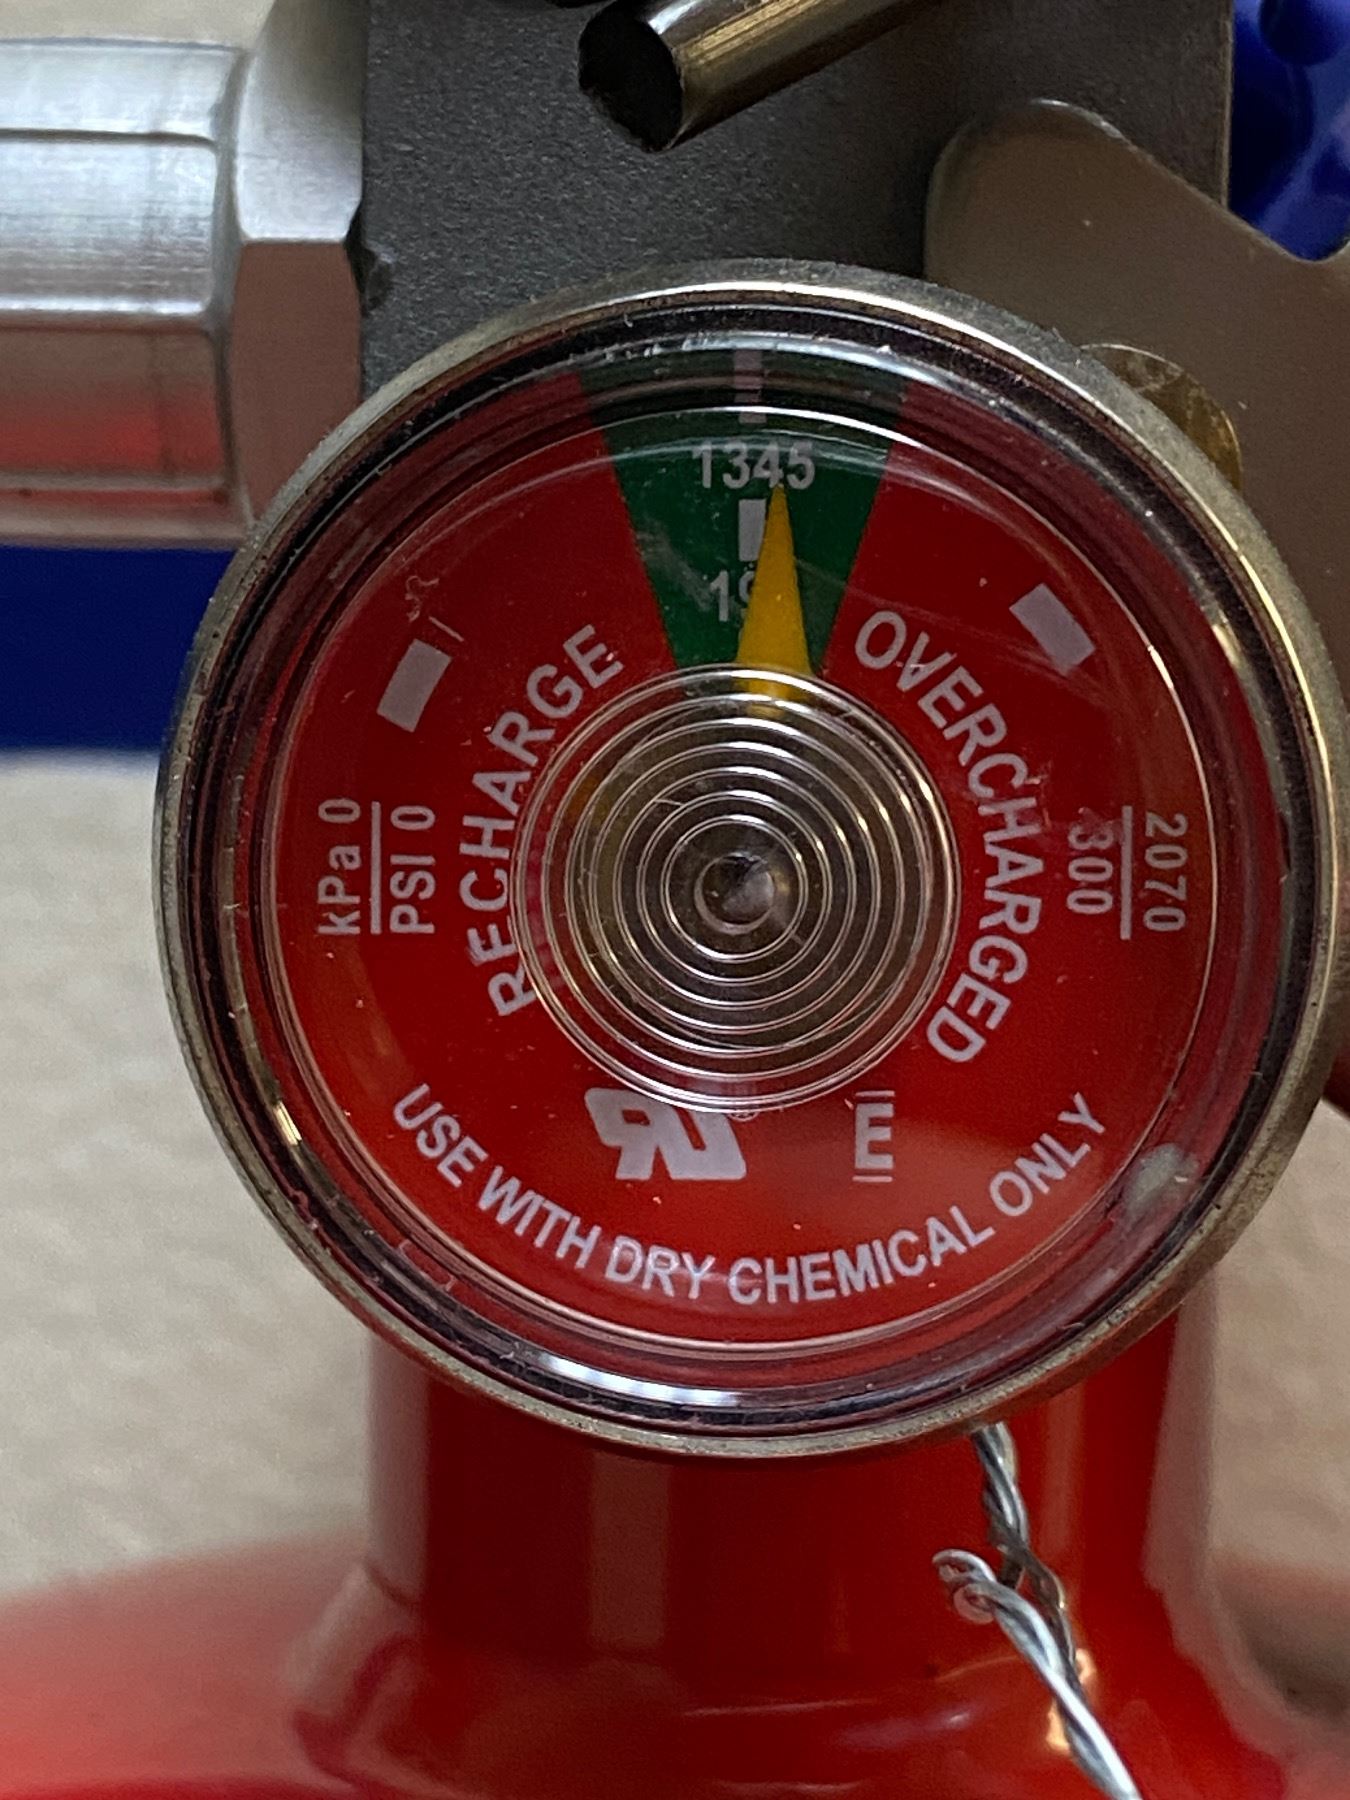 1345
RECHARGE
OVERCHARGED
kPa 0
PSI 0
2070
300
E
USE WITH DRY CHEMICAL ONLY